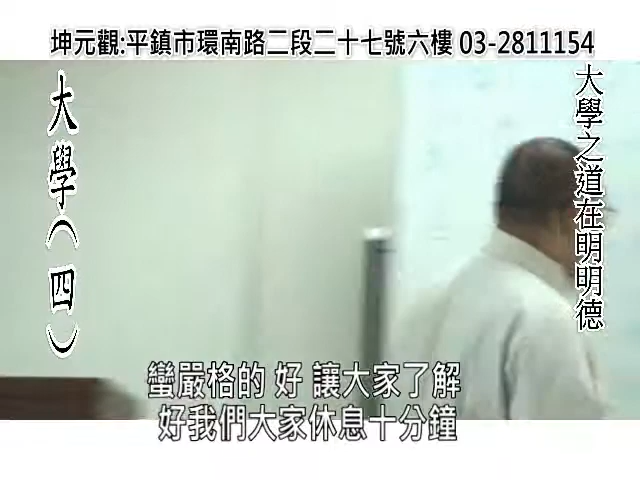 坤元觀:平鎮市環南路二段二十七號六樓 03-2811154
大學(四)
大學之道在明明德
蠻嚴格的 好 讓大家了解
好我們大家休息十分鐘